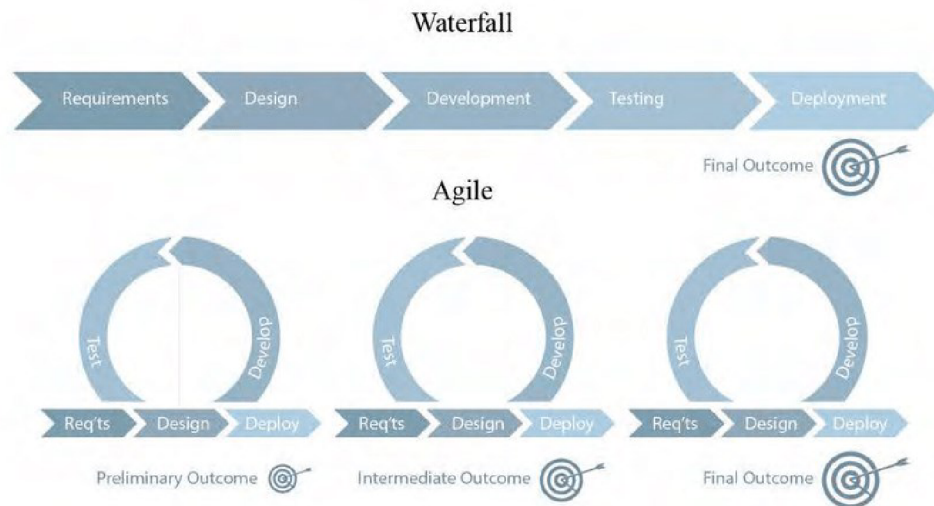 Waterfall
Requirements Design Development Testing Deployment
Final Outcome
Agile
Test Develop Test Develop Test Develop
Req'ts Design Deploy Req'ts Design Deploy Req'ts Design Deploy
Preliminary Outcome Intermediate Outcome Final Outcome